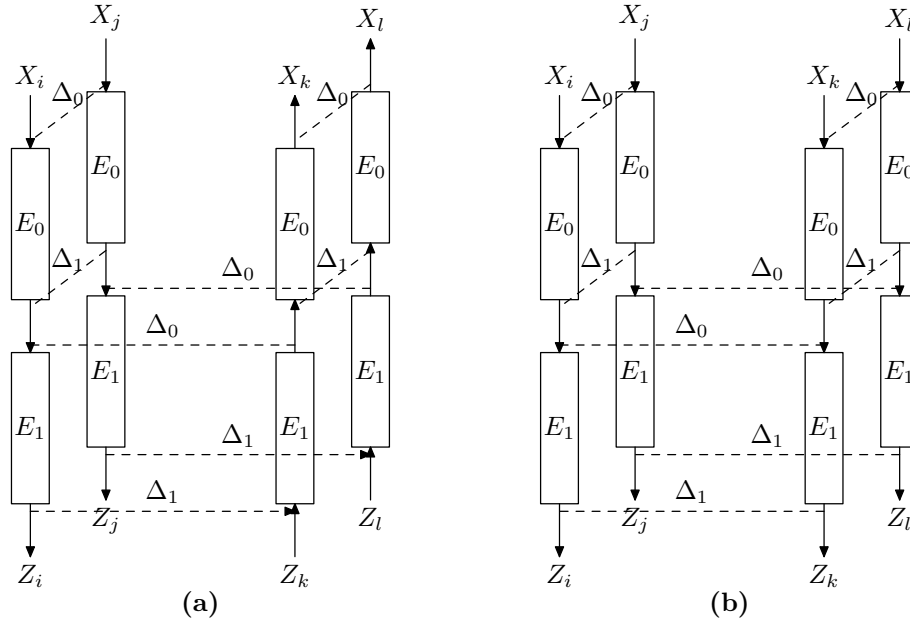 X_j X_l X_j X_l
X_i X_k X_i X_k
Δ_0 Δ_0 Δ_0 Δ_0
E_0 E_0 E_0 E_0
E_0 E_0 E_0 E_0
Δ_1 Δ_1 Δ_1 Δ_1
Δ_0 Δ_0
Δ_0 Δ_0
E_1 E_1 E_1 E_1
E_1 E_1 E_1 E_1
Δ_1 Δ_1
Δ_1 Δ_1
Z_j Z_l Z_j Z_l
Z_i Z_k Z_i Z_k
(a) (b)